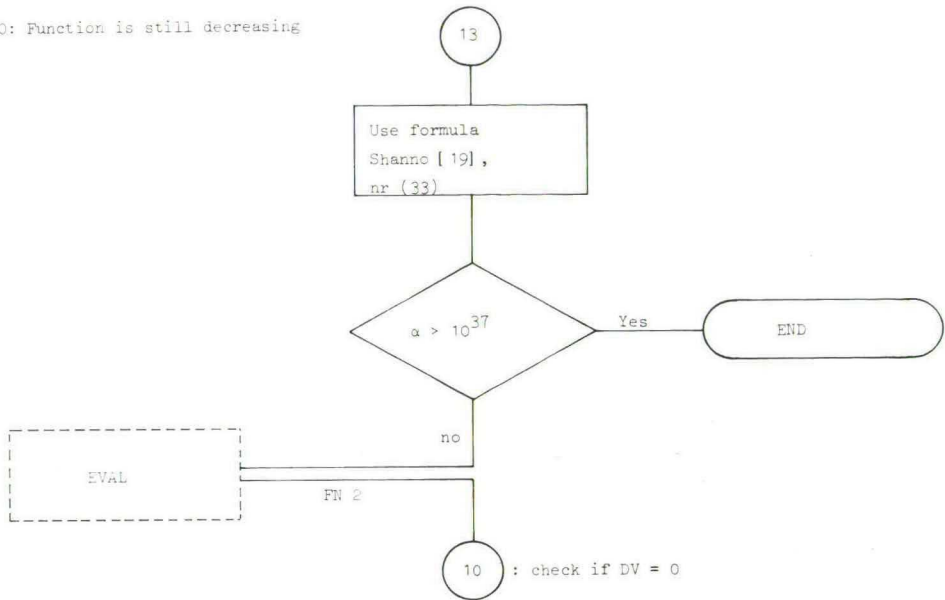 0: Function is still decreasing
13
Use formula
Shanno [ 19] ,
nr (33)
α > 10^37
Yes
END
no
EVAL
FN 2
10 : check if DV = 0